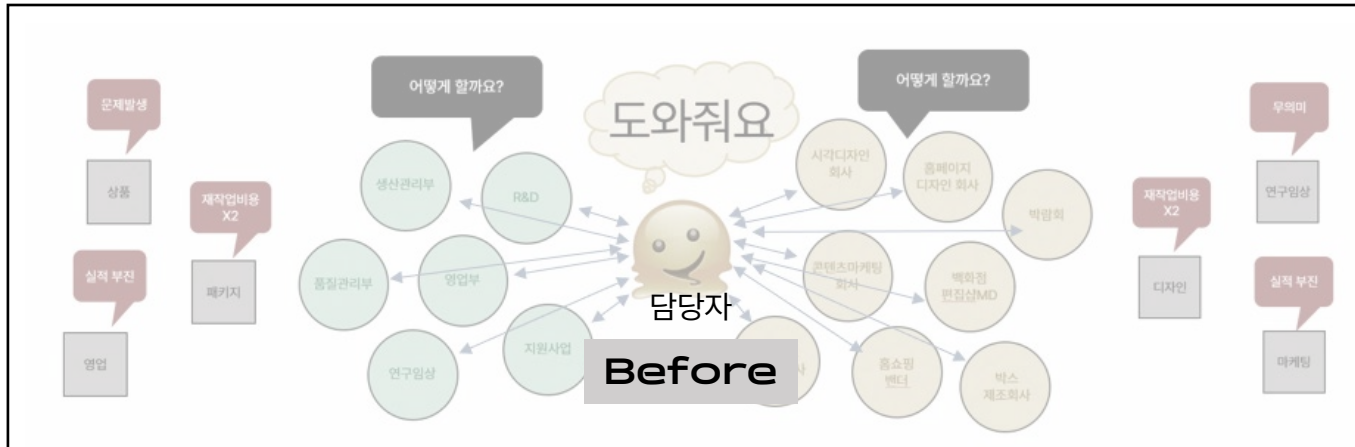 문제발생
상품
재작업비용
X2
패키지
실적 부진
영업
어떻게 할까요?
생산관리부
R&D
품질관리부
영업부
연구임상
지원사업
도와줘요
담당자
Before
어떻게 할까요?
시각디자인
회사
홈페이지
디자인 회사
박람회
콘텐츠마케팅
회사
백화점
편집샵MD
홈쇼핑
밴더
박스
제조회사
재작업비용
X2
디자인
무의미
연구임상
실적 부진
마케팅